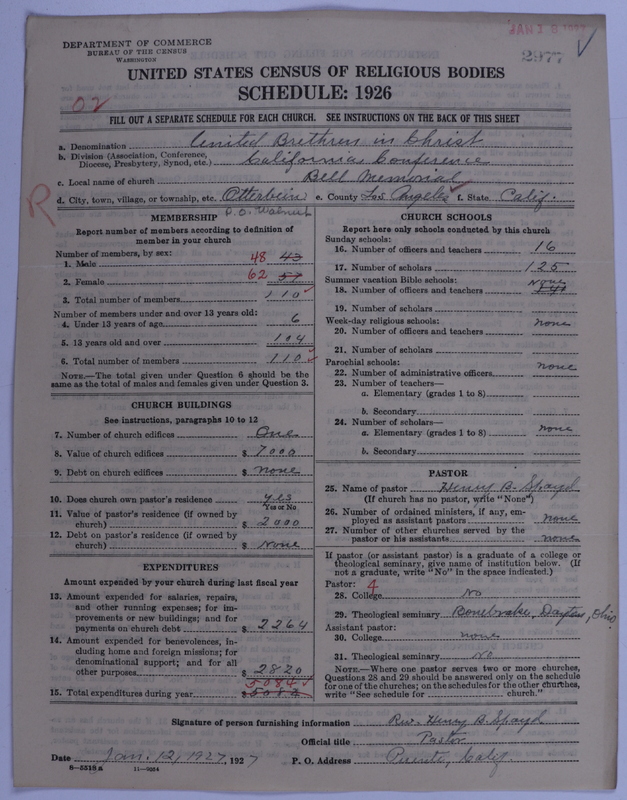 DEPARTMENT OF COMMERCE
BUREAU OF THE CENSUS
WASHINGTON
2977
UNITED STATES CENSUS OF RELIGIOUS BODIES
SCHEDULE: 1926
02
FILL OUT A SEPARATE SCHEDULE FOR EACH CHURCH. SEE INSTRUCTIONS ON THE BACK OF THIS SHEET
a. Denomination United Brethren in Christ
b. Division (Association, Conference, Diocese, Presbytery, Synod, etc.) California Conference
c. Local name of church Bell Memorial
d. City, town, village, or township, etc. Otterbein e. County Los Angeles f. State Calif.
R
P.O. Walnut
MEMBERSHIP
Report number of members according to definition of
member in your church
Number of members, by sex:
1. Male 48 43
2. Female 62 57
3. Total number of members 110
Number of members under and over 13 years old:
4. Under 13 years of age 6
5. 13 years old and over 104
6. Total number of members 110
NOTE.—The total given under Question 6 should be
same as the total of males and females given under Question 3.
CHURCH BUILDINGS
See instructions, paragraphs 10 to 12
7. Number of church edifices One
8. Value of church edifices $ 7000
9. Debt on church edifices $ none
10. Does church own pastor's residence yes
Yes or No
11. Value of pastor's residence (if owned by
church) $ 2000
12. Debt on pastor's residence (if owned by
church) $ None
EXPENDITURES
Amount expended by your church during last fiscal year
13. Amount expended for salaries, repairs,
and other running expenses; for im-
provements or new buildings; and for
payments on church debt $ 2264
14. Amount expended for benevolences, in-
cluding home and foreign missions; for
denominational support; and for all
other purposes $ 2820
5084
15. Total expenditures during year $
CHURCH SCHOOLS
Report here only schools conducted by this church
Sunday schools:
16. Number of officers and teachers 16
17. Number of scholars 125
Summer vacation Bible schools:
18. Number of officers and teachers None
19. Number of scholars
Week-day religious schools:
20. Number of officers and teachers none
21. Number of scholars
Parochial schools:
22. Number of administrative officers none
23. Number of teachers—
a. Elementary (grades 1 to 8)
b. Secondary
24. Number of scholars—
a. Elementary (grades 1 to 8) none
b. Secondary
PASTOR
25. Name of pastor Henry B. Spayd
(If church has no pastor, write "None")
26. Number of ordained ministers, if any, em-
ployed as assistant pastors none
27. Number of other churches served by the
pastor or his assistants none
If pastor (or assistant pastor) is a graduate of a college or
theological seminary, give name of institution below. (If
not a graduate, write "No" in the space indicated.)
Pastor: 4
28. College No
29. Theological seminary Bonebrake, Dayton, Ohio
Assistant pastor:
30. College none
31. Theological seminary No
NOTE.—Where one pastor serves two or more churches,
Questions 28 and 29 should be answered only on the schedule
for one of the churches; on the schedules for the other churches,
write "See schedule for church."
Signature of person furnishing information Rev. Henry B. Spayd
Official title Pastor
Date Jan. 12, 1927, 1927 P. O. Address Puente, Calif
8—5518 a 11—9064